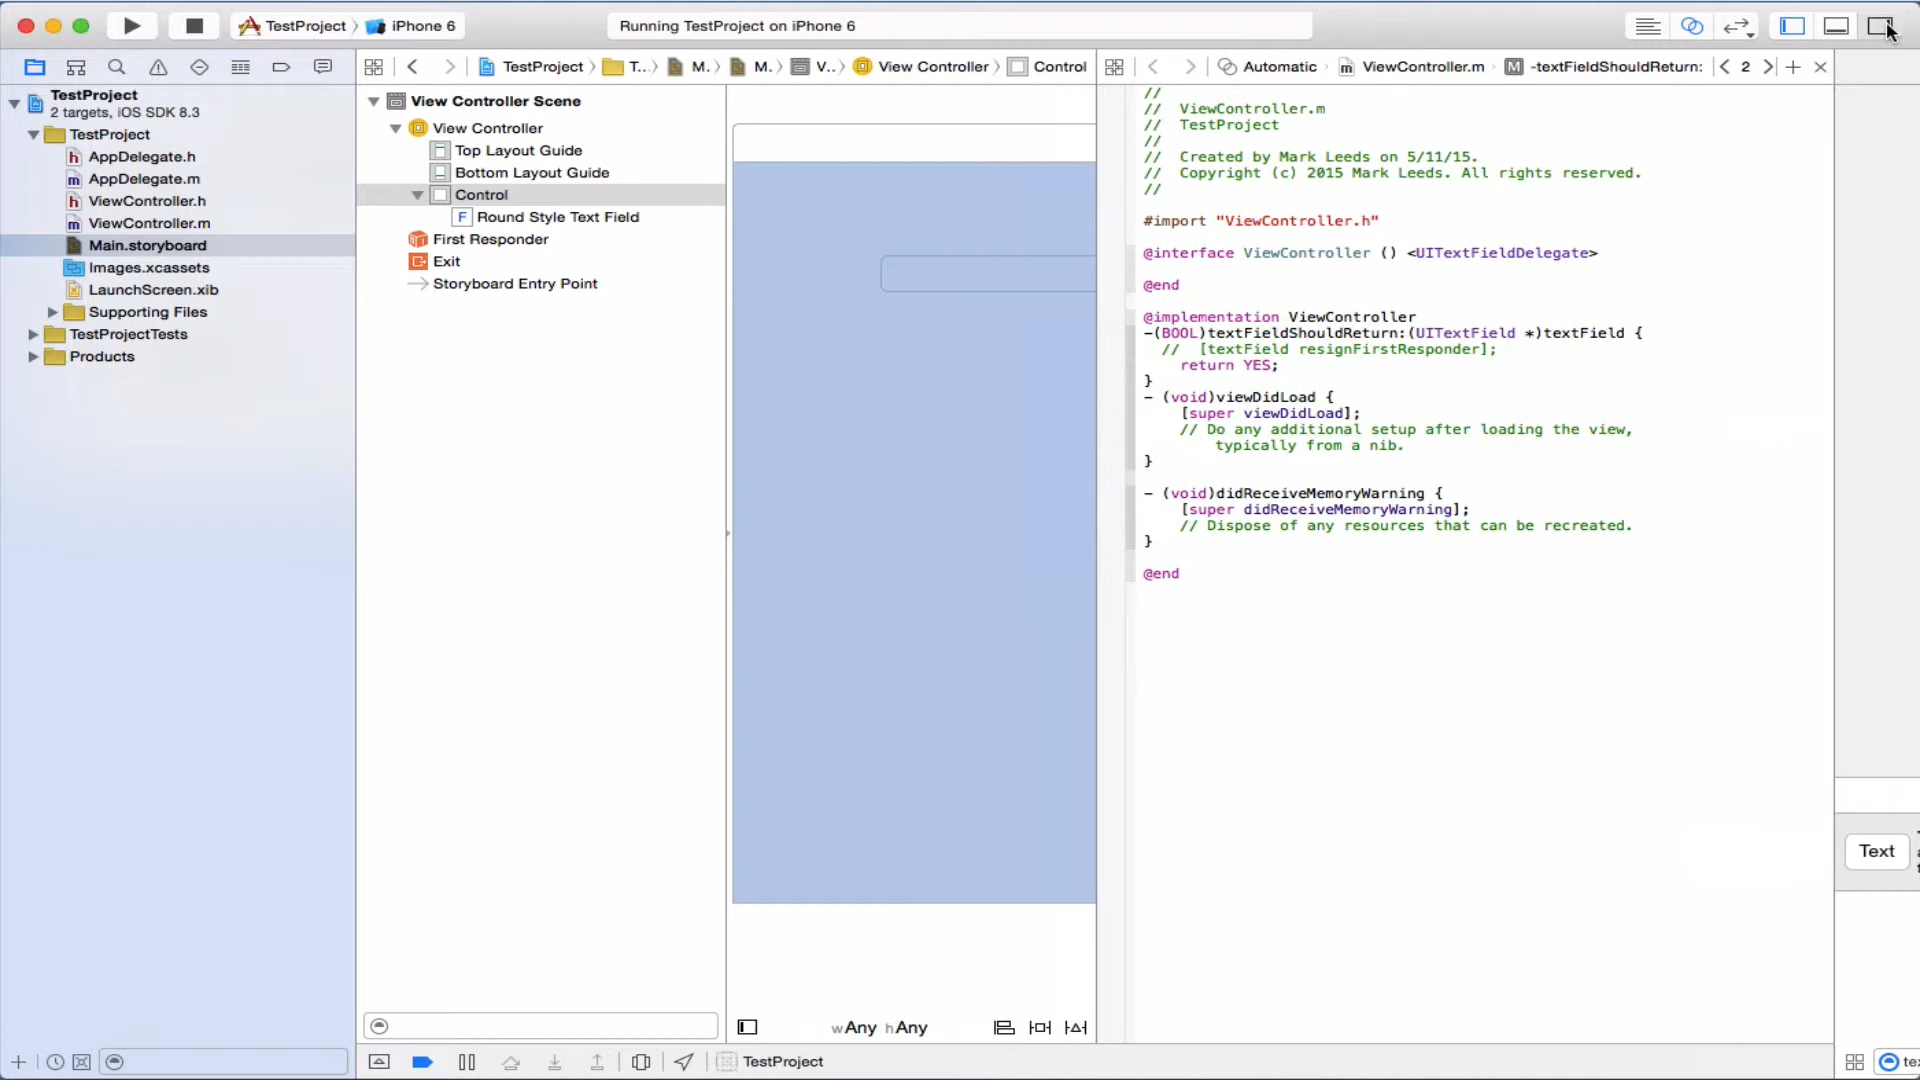 TestProject
iPhone 6
Running TestProject on iPhone 6
TestProject
T...
M.
M.
V..
View Controller
Control
Automatic
ViewController.m
M
-textFieldShouldReturn:
2
TestProject
2 targets, iOS SDK 8.3
TestProject
h AppDelegate.h
m AppDelegate.m
h ViewController.h
m ViewController.m
Main.storyboard
Images.xcassets
LaunchScreen.xib
Supporting Files
TestProjectTests
Products
View Controller Scene
View Controller
Top Layout Guide
Bottom Layout Guide
Control
F Round Style Text Field
First Responder
Exit
Storyboard Entry Point
//
//  ViewController.m
//  TestProject
//
//  Created by Mark Leeds on 5/11/15.
//  Copyright (c) 2015 Mark Leeds. All rights reserved.
//
#import "ViewController.h"
@interface ViewController () <UITextFieldDelegate>
@end
@implementation ViewController
-(BOOL)textFieldShouldReturn:(UITextField *)textField {
//  [textField resignFirstResponder];
return YES;
}
- (void)viewDidLoad {
[super viewDidLoad];
// Do any additional setup after loading the view,
typically from a nib.
}
- (void)didReceiveMemoryWarning {
[super didReceiveMemoryWarning];
// Dispose of any resources that can be recreated.
}
@end
Text
wAny hAny
TestProject